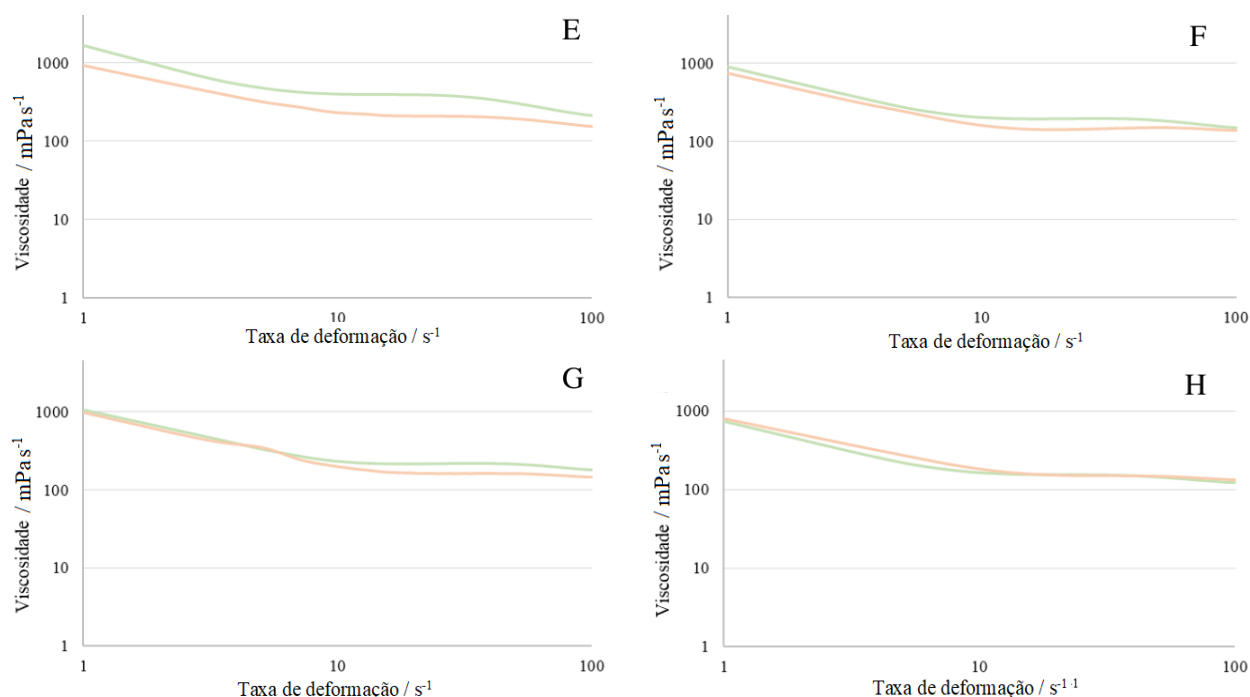 E
1000
100
10
1
Viscosidade / mPa s-1
1 10 100
Taxa de deformação / s-1
F
1000
100
10
1
Viscosidade / mPa s-1
1 10 100
Taxa de deformação / s-1
G
1000
100
10
1
Viscosidade / mPa s-1
1 10 100
Taxa de deformação / s-1
H
1000
100
10
1
Viscosidade / mPa s-1
1 10 100
Taxa de deformação / s-1 .1